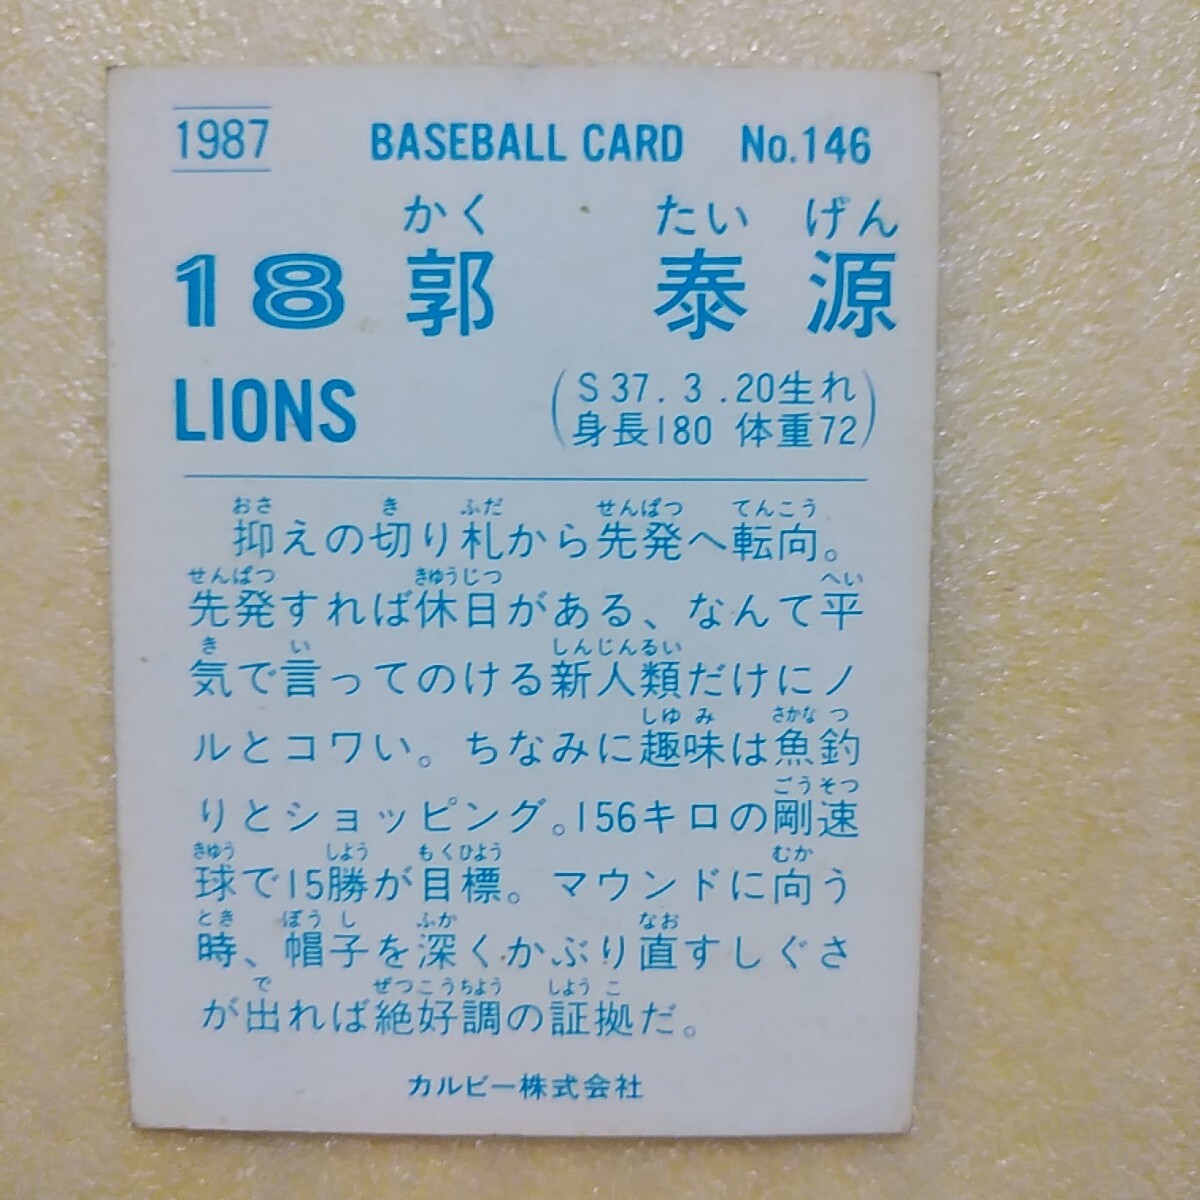 1987 BASEBALL CARD No.146
かく たい げん
18 郭 泰 源
LIONS
(S37.3.20生れ
身長180 体重72)
おさ き ふだ せんぱつ てんこう
抑えの切り札から先発へ転向。
せんぱつ きゆうじつ へい
先発すれば休日がある、なんて平
き い しんじんるい
気で言ってのける新人類だけにノ
しゆ み さかな つ
ルとコワい。ちなみに趣味は魚釣
ごうそつ
りとショッピング。156キロの剛速
きゆう しよう もくひよう むか
球で15勝が目標。マウンドに向う
とき ぼう し ふか なお
時、帽子を深くかぶり直すしぐさ
で ぜつこうちよう しよう こ
が出れば絶好調の証拠だ。
カルビー株式会社